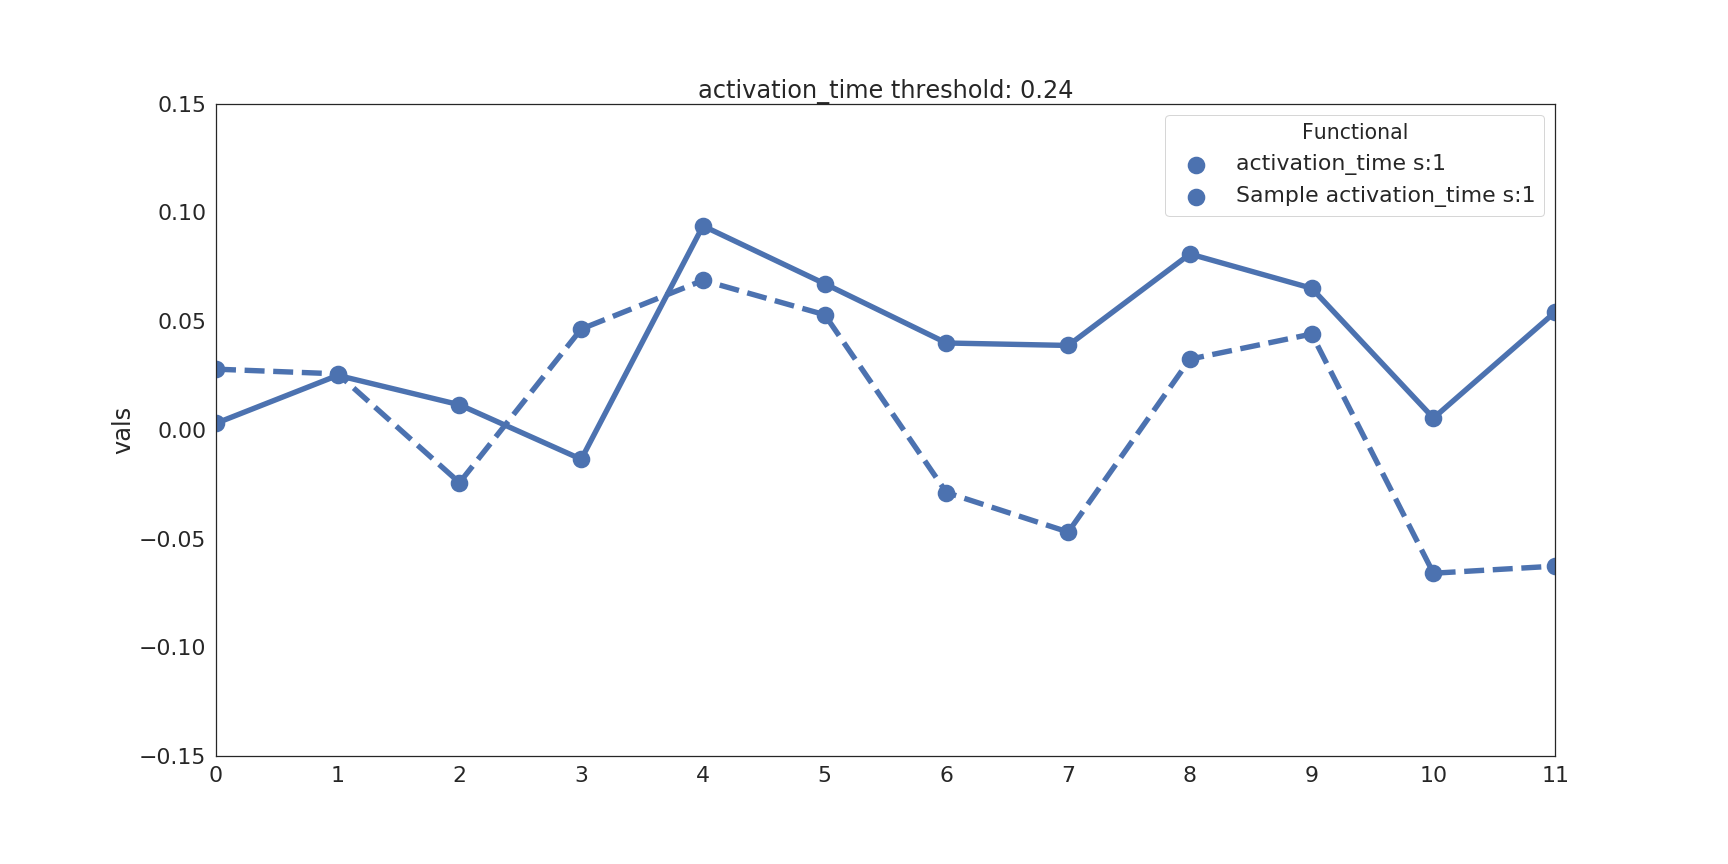 activation_time threshold: 0.24
Functional
activation_time s:1
Sample activation_time s:1
vals
0.15
0.10
0.05
0.00
−0.05
−0.10
−0.15
0 1 2 3 4 5 6 7 8 9 10 11